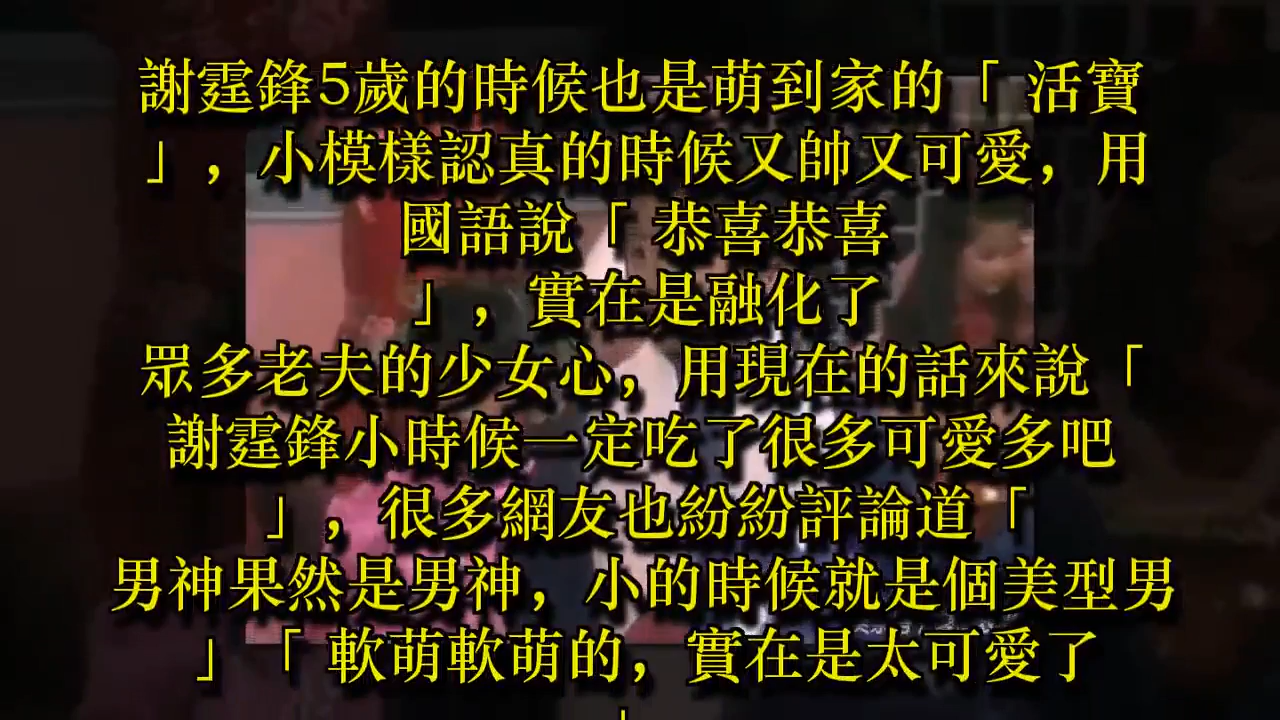 謝霆鋒5歲的時候也是萌到家的「 活寶
」，小模樣認真的時候又帥又可愛，用
國語說「 恭喜恭喜
」，實在是融化了
眾多老夫的少女心，用現在的話來說「
謝霆鋒小時候一定吃了很多可愛多吧
」，很多網友也紛紛評論道「
男神果然是男神，小的時候就是個美型男
」「 軟萌軟萌的，實在是太可愛了
」